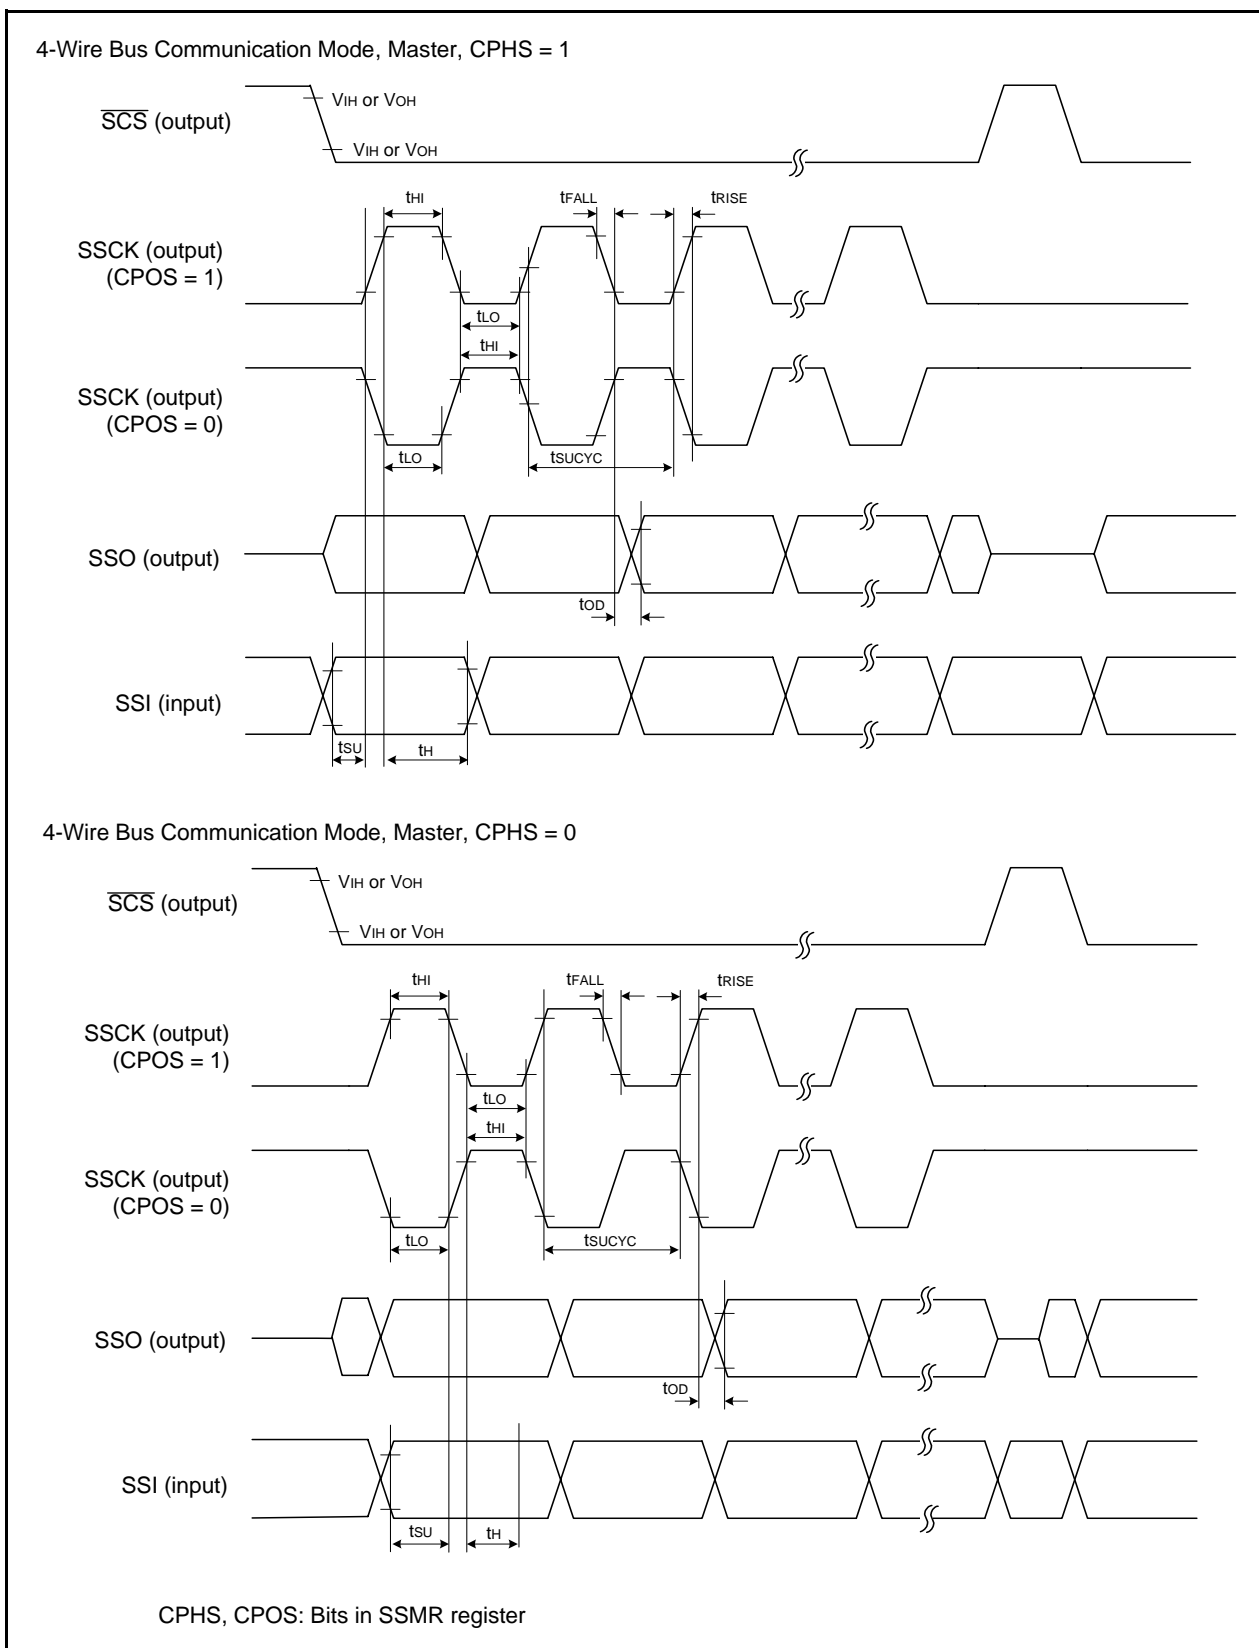 4-Wire Bus Communication Mode, Master, CPHS = 1
VIH or VOH
SCS (output)
VIH or VOH
tHI
tFALL
tRISE
SSCK (output)
(CPOS = 1)
tLO
tHI
SSCK (output)
(CPOS = 0)
tLO
tSUCYC
SSO (output)
tOD
SSI (input)
tSU
tH
4-Wire Bus Communication Mode, Master, CPHS = 0
VIH or VOH
SCS (output)
VIH or VOH
tHI
tFALL
tRISE
SSCK (output)
(CPOS = 1)
tLO
tHI
SSCK (output)
(CPOS = 0)
tLO
tSUCYC
SSO (output)
tOD
SSI (input)
tSU
tH
CPHS, CPOS: Bits in SSMR register